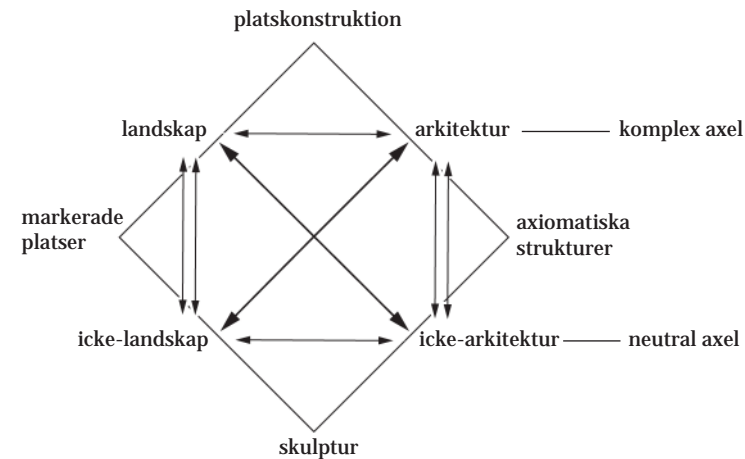 platskonstruktion
landskap
arkitektur
komplex axel
markerade
platser
axiomatiska
strukturer
icke-landskap
icke-arkitektur
neutral axel
skulptur